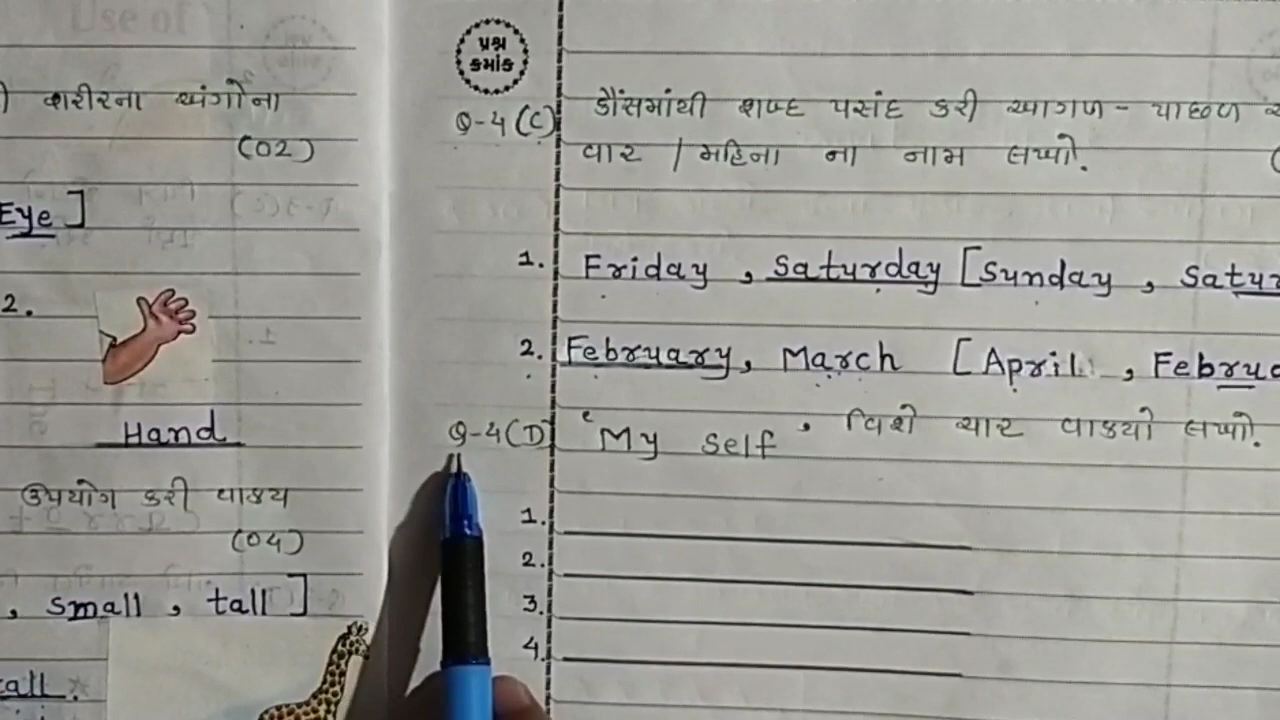 શરીરના અંગોના
(02)
Eye]
2.
Hand
ઉપયોગ કરી વાક્ય
(04)
, small, tall]
પ્રશ્ન
ક્રમાંક
Q-4(C) કૌંસમાંથી શબ્દ પસંદ કરી આગળ - પાછળ
વાર / મહિના ના નામ લખો.
1. Friday, Saturday [Sunday, Satur
2. February, March [April, Februa
Q-4(D) 'My self' વિશે ચાર વાક્યો લખો.
1.
2.
3.
4.